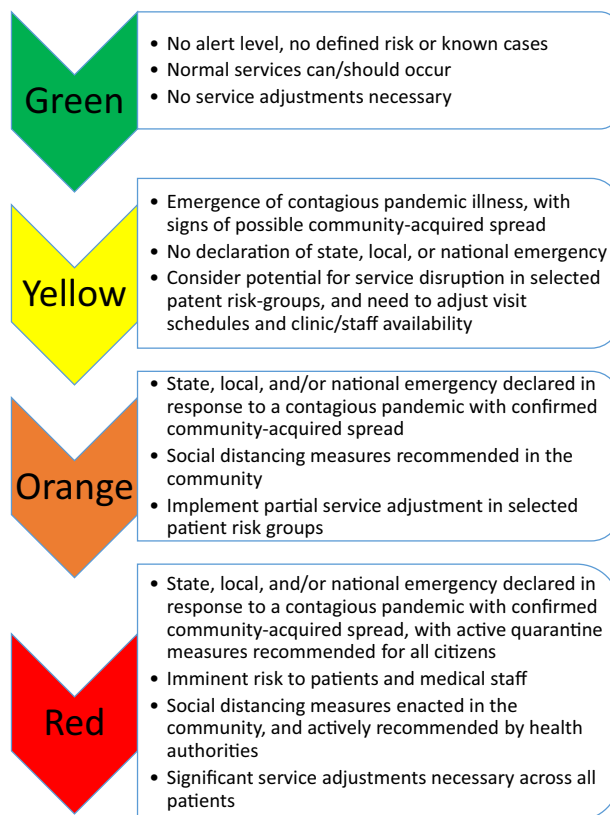 Green
• No alert level, no defined risk or known cases
• Normal services can/should occur
• No service adjustments necessary
Yellow
• Emergence of contagious pandemic illness, with
signs of possible community-acquired spread
• No declaration of state, local, or national emergency
• Consider potential for service disruption in selected
patent risk-groups, and need to adjust visit
schedules and clinic/staff availability
Orange
• State, local, and/or national emergency declared in
response to a contagious pandemic with confirmed
community-acquired spread
• Social distancing measures recommended in the
community
• Implement partial service adjustment in selected
patient risk groups
Red
• State, local, and/or national emergency declared in
response to a contagious pandemic with confirmed
community-acquired spread, with active quarantine
measures recommended for all citizens
• Imminent risk to patients and medical staff
• Social distancing measures enacted in the
community, and actively recommended by health
authorities
• Significant service adjustments necessary across all
patients